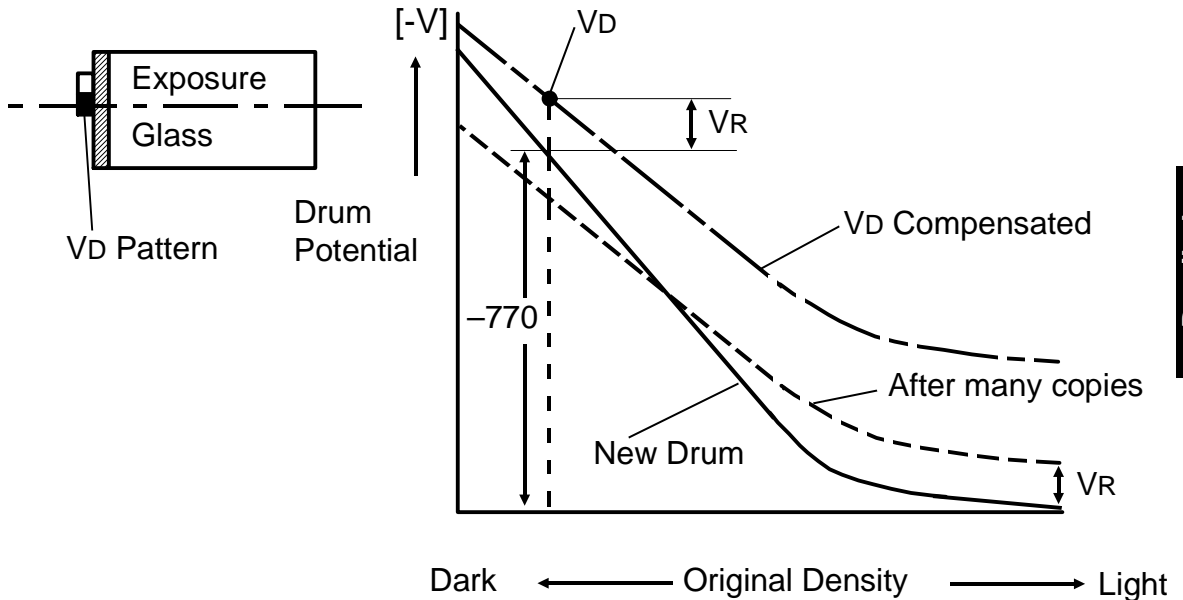 [-V]
VD
Exposure
Glass
VR
Drum
Potential
VD Pattern
VD Compensated
–770
After many copies
New Drum
VR
Dark
Original Density
Light